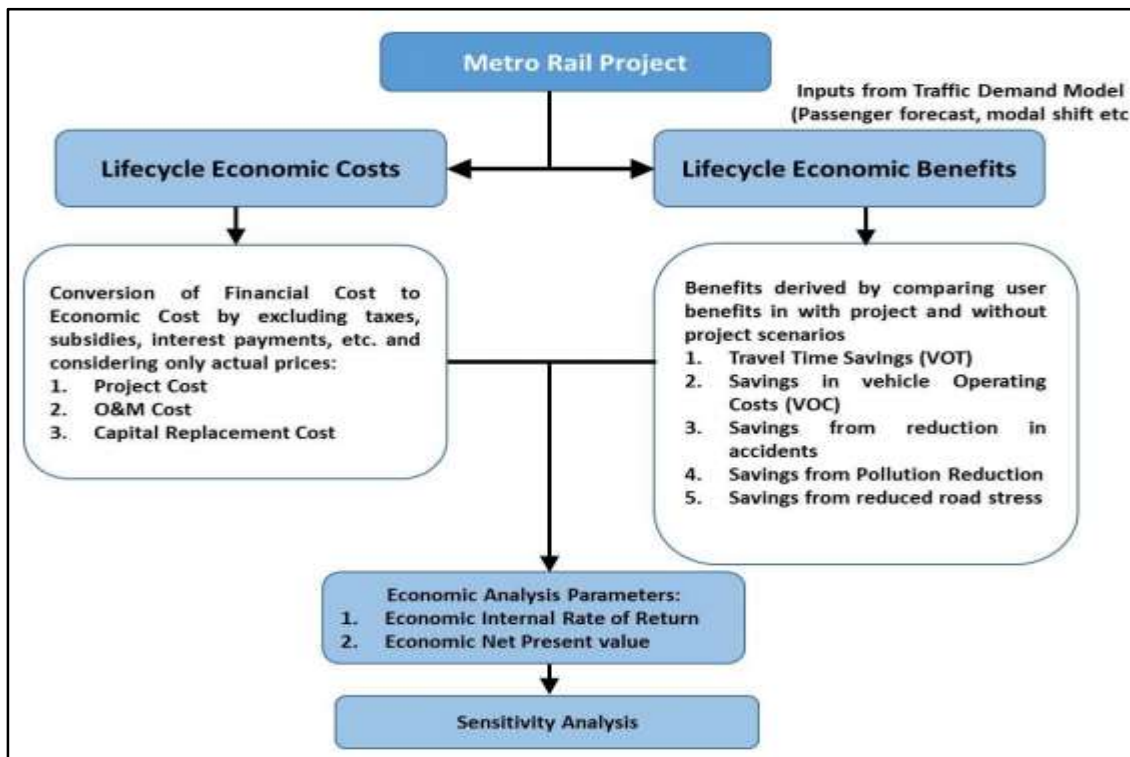 Metro Rail Project
Inputs from Traffic Demand Model
(Passenger forecast, modal shift etc
Lifecycle Economic Costs
Lifecycle Economic Benefits
Conversion of Financial Cost to
Economic Cost by excluding taxes,
subsidies, interest payments, etc. and
considering only actual prices:
1. Project Cost
2. O&M Cost
3. Capital Replacement Cost
Benefits derived by comparing user
benefits in with project and without
project scenarios
1. Travel Time Savings (VOT)
2. Savings in vehicle Operating
Costs (VOC)
3. Savings from reduction in
accidents
4. Savings from Pollution Reduction
5. Savings from reduced road stress
Economic Analysis Parameters:
1. Economic Internal Rate of Return
2. Economic Net Present value
Sensitivity Analysis